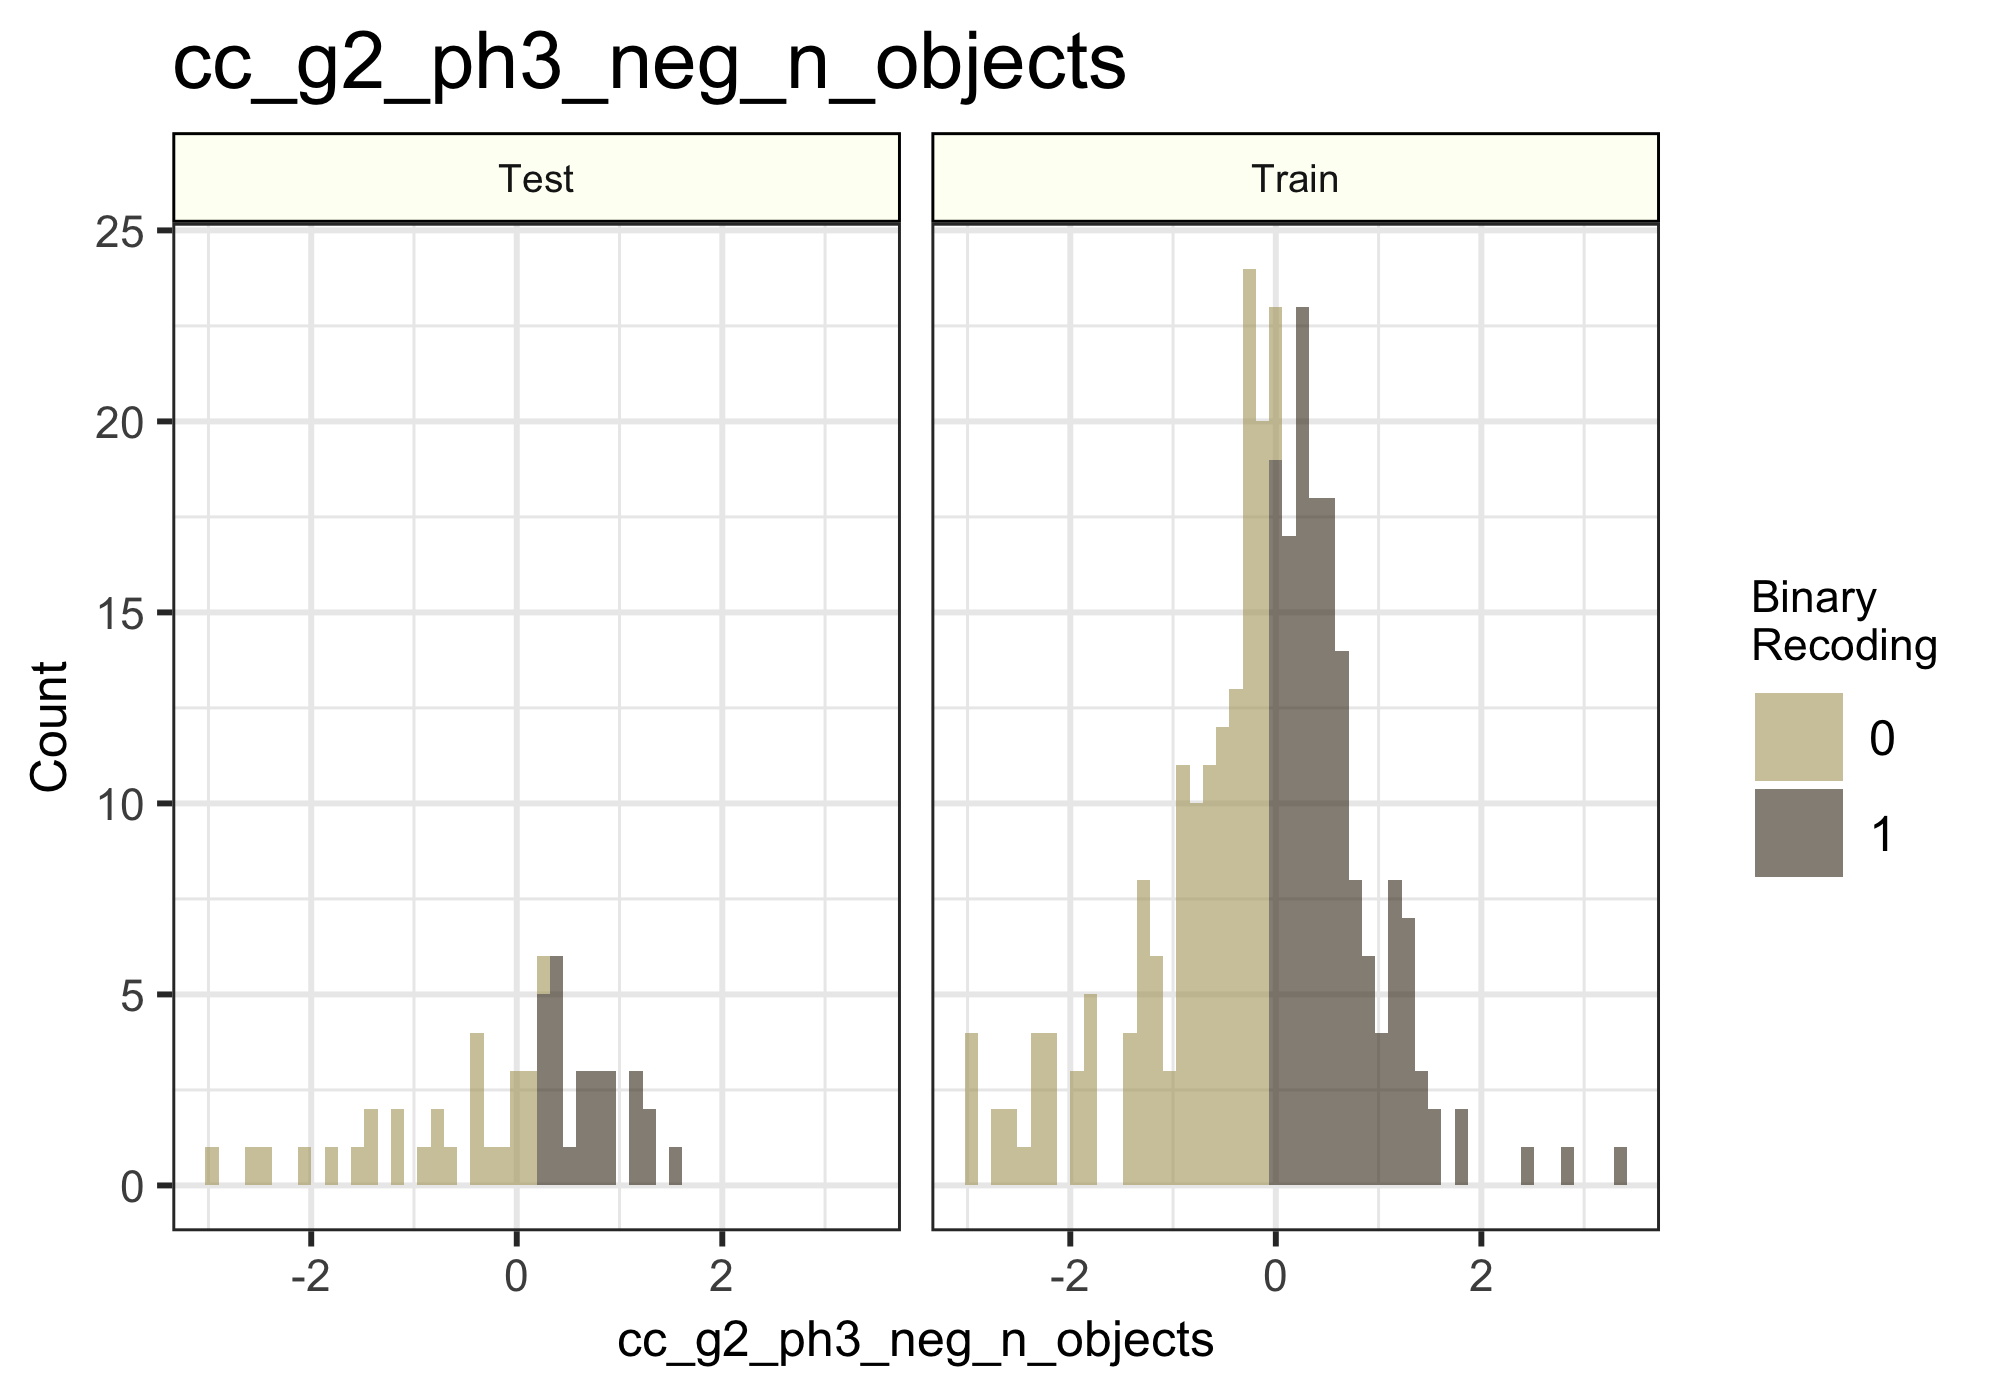 cc_g2_ph3_neg_n_objects
Test
Train
25
20
15
10
5
0
Count
-2
0
2
-2
0
2
cc_g2_ph3_neg_n_objects
Binary
Recoding
0
1